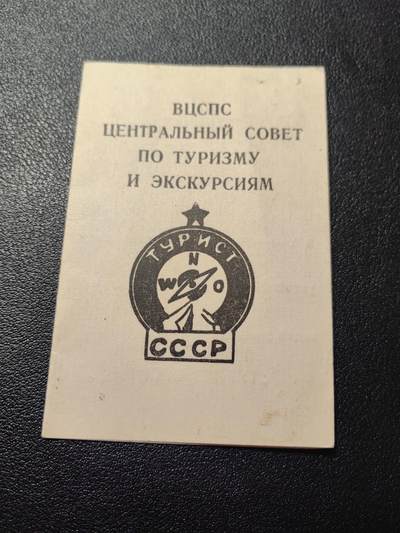 ВЦСПС
ЦЕНТРАЛЬНЫЙ СОВЕТ
ПО ТУРИЗМУ
И ЭКСКУРСИЯМ
ТУРИСТ
N
W O
СССР